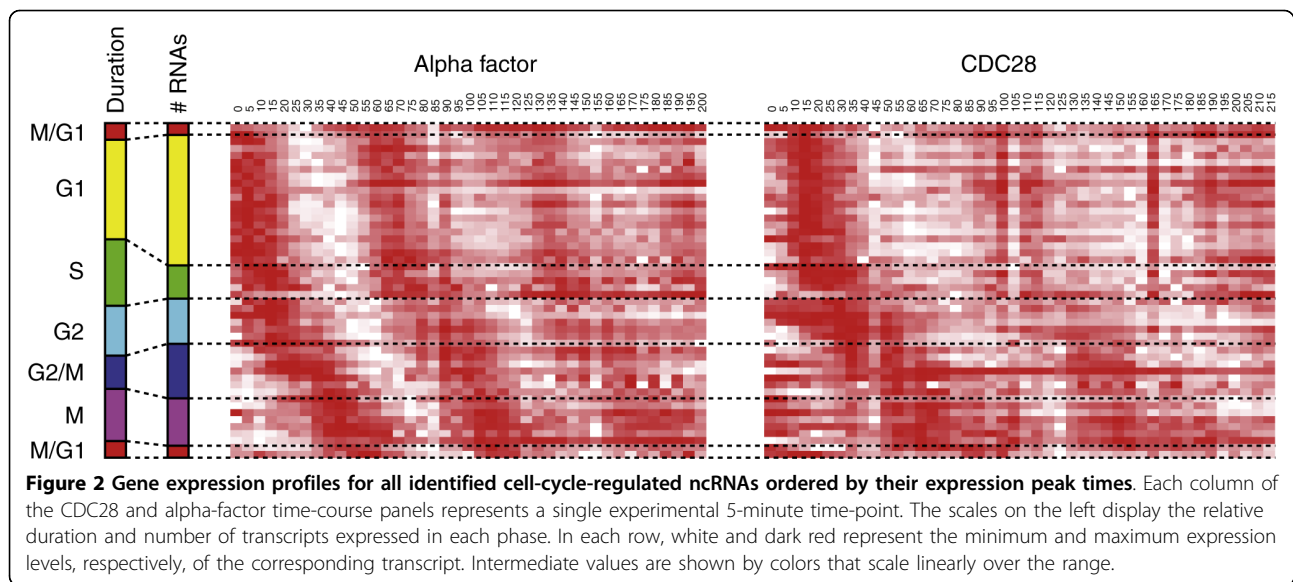 Duration
# RNAs
Alpha factor
CDC28
0 5 10 15 20 25 30 35 40 45 50 55 60 65 70 75 80 85 90 95 100 105 110 115 120 125 130 135 140 145 150 155 160 165 170 175 180 185 190 195 200
0 5 10 15 20 25 30 35 40 45 50 55 60 65 70 75 80 85 90 95 100 105 110 115 120 125 130 135 140 145 150 155 160 165 170 175 180 185 190 195 200 205 210 215
M/G1
G1
S
G2
G2/M
M
M/G1
Figure 2 Gene expression profiles for all identified cell-cycle-regulated ncRNAs ordered by their expression peak times. Each column of
the CDC28 and alpha-factor time-course panels represents a single experimental 5-minute time-point. The scales on the left display the relative
duration and number of transcripts expressed in each phase. In each row, white and dark red represent the minimum and maximum expression
levels, respectively, of the corresponding transcript. Intermediate values are shown by colors that scale linearly over the range.